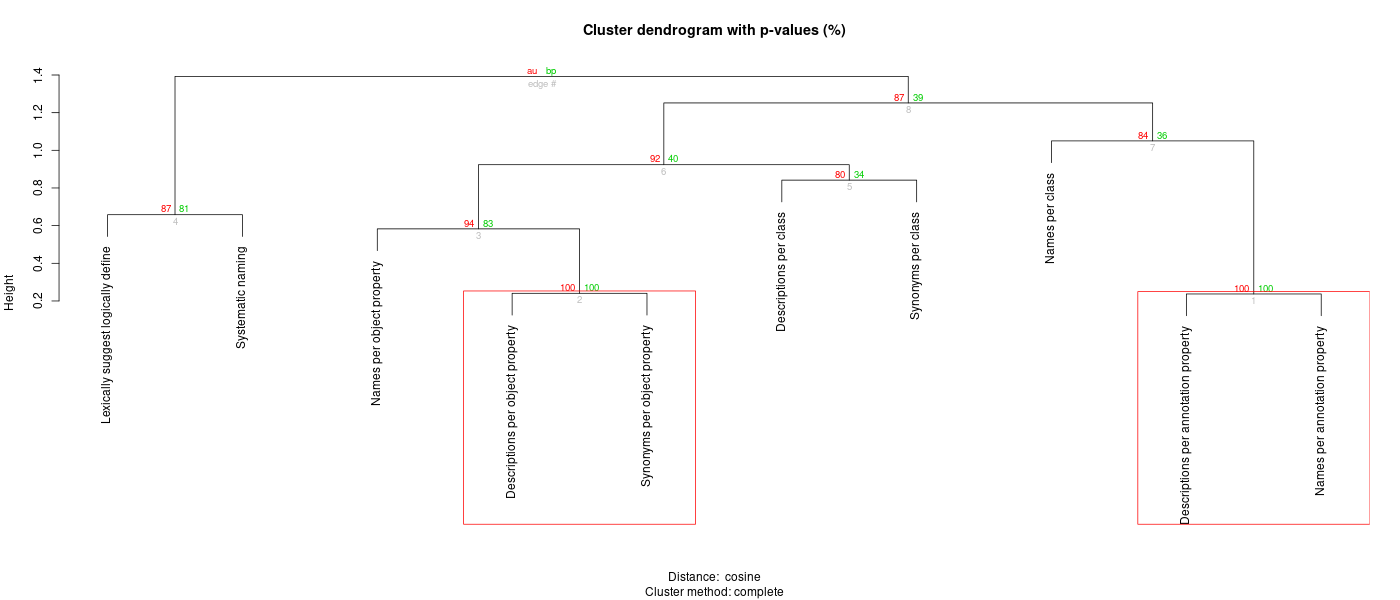 Cluster dendrogram with p-values (%)
au bp
edge #
87 39
8
84 36
7
92 40
6
80 34
5
87 81
4
94 83
3
100 100
2
100 100
1
Height
1.4
1.2
1.0
0.8
0.6
0.4
0.2
Lexically suggest logically define
Systematic naming
Names per object property
Descriptions per object property
Synonyms per object property
Descriptions per class
Synonyms per class
Names per class
Descriptions per annotation property
Names per annotation property
Distance: cosine
Cluster method: complete